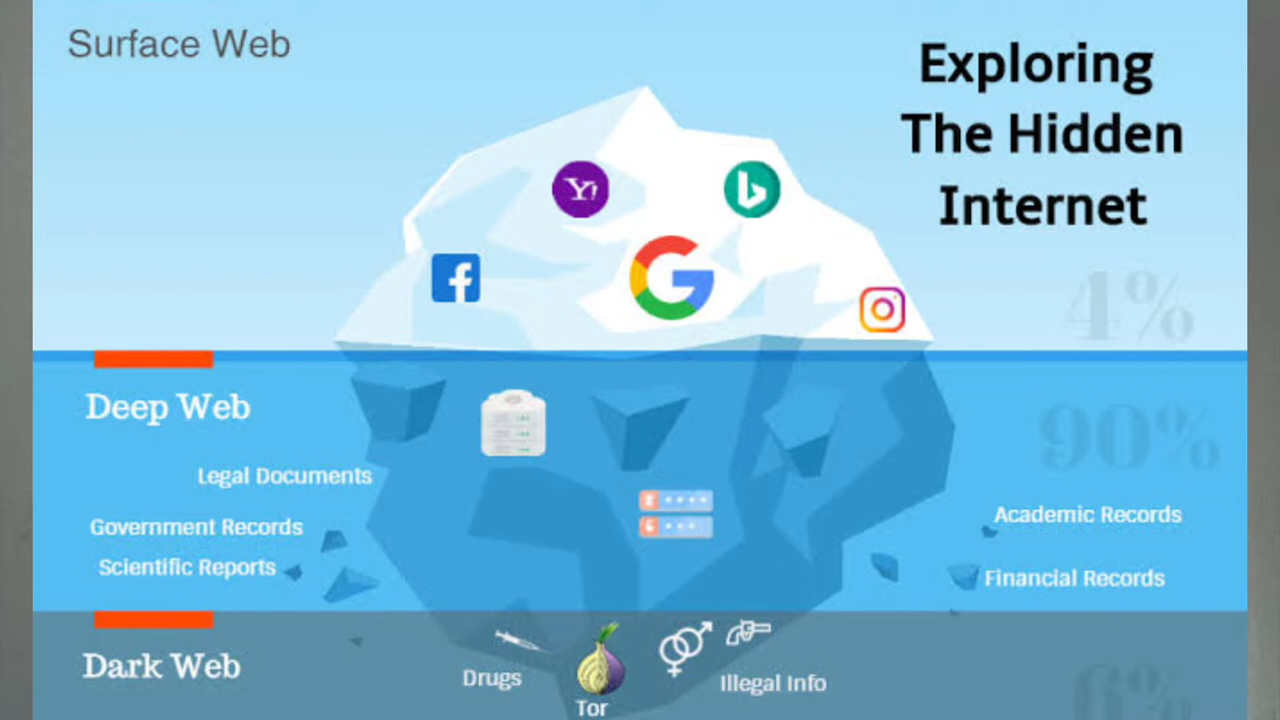 Surface Web
Exploring
The Hidden
Internet
4%
Deep Web
90%
Legal Documents
Government Records
Scientific Reports
Academic Records
Financial Records
Dark Web
Drugs
Tor
Illegal Info
6%